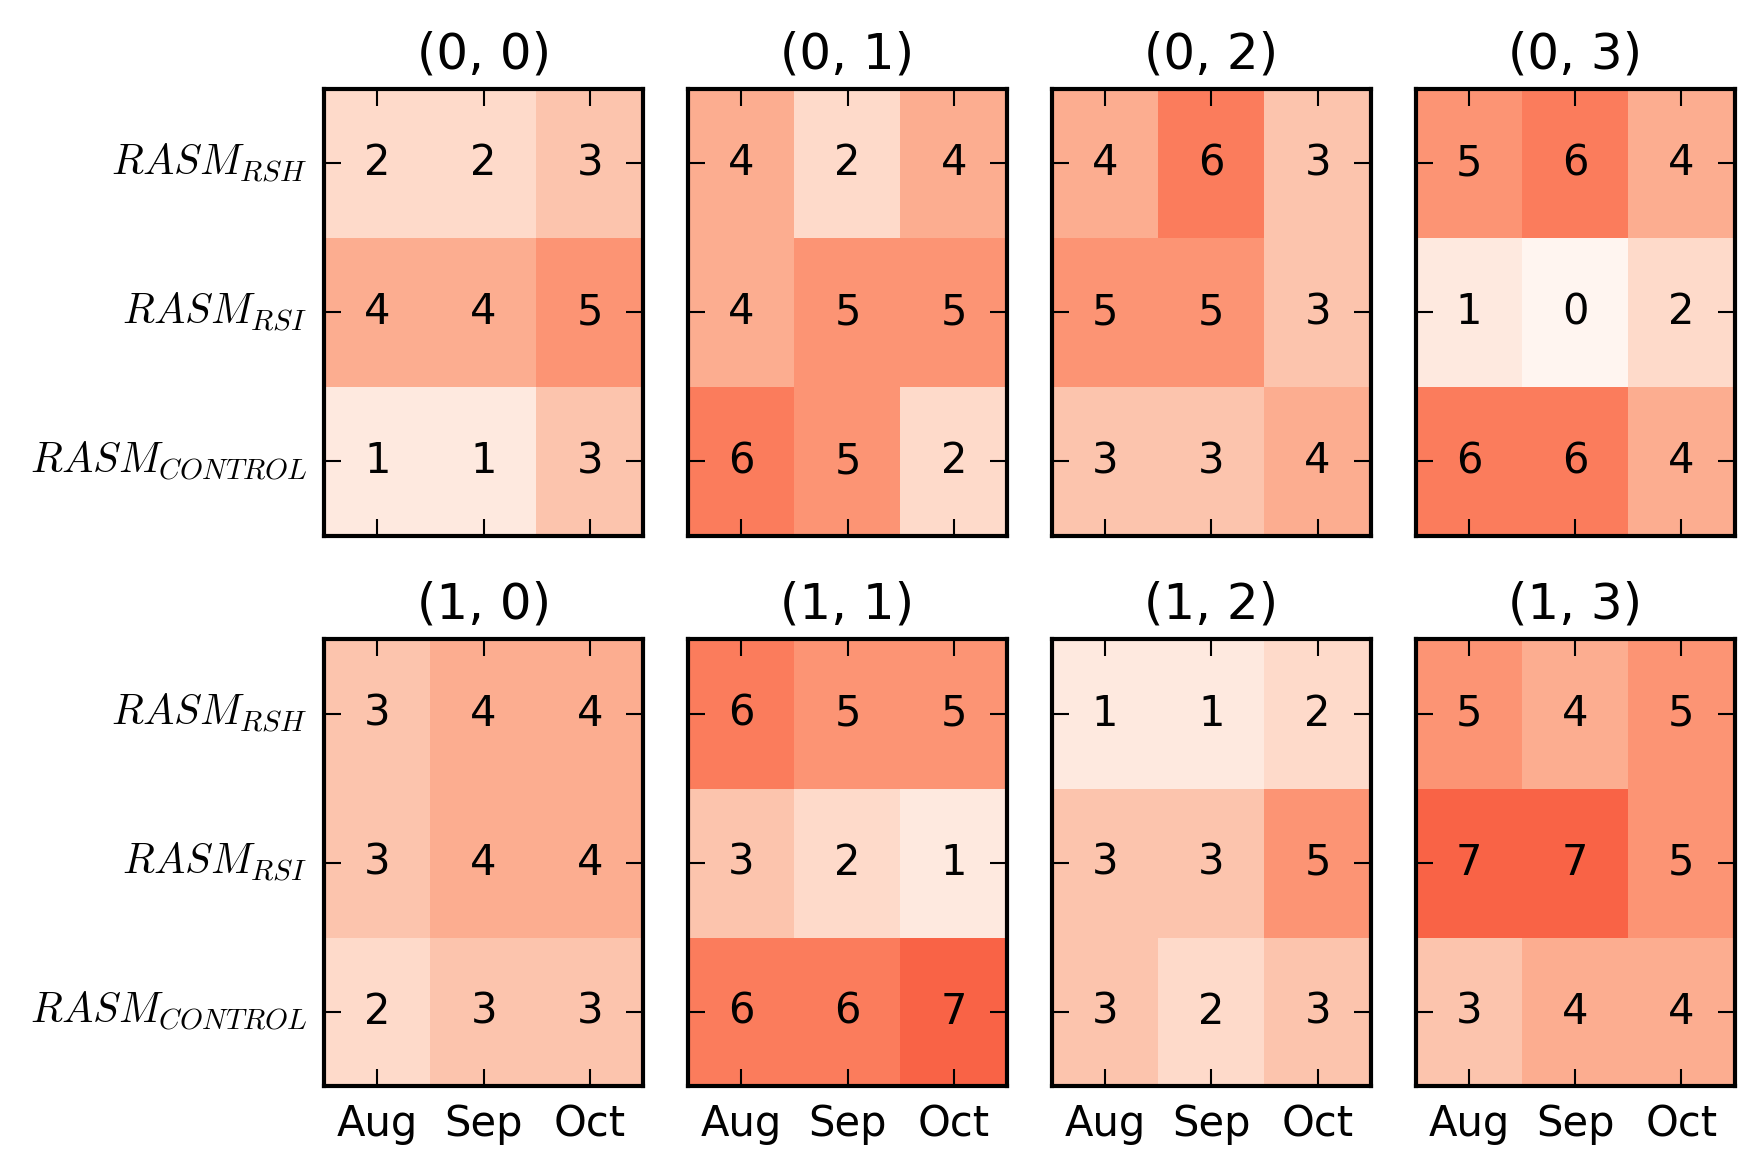 (0, 0) (0, 1) (0, 2) (0, 3)
RASM_RSH 2 2 3 4 2 4 4 6 3 5 6 4
RASM_RSI 4 4 5 4 5 5 5 5 3 1 0 2
RASM_CONTROL 1 1 3 6 5 2 3 3 4 6 6 4
(1, 0) (1, 1) (1, 2) (1, 3)
RASM_RSH 3 4 4 6 5 5 1 1 2 5 4 5
RASM_RSI 3 4 4 3 2 1 3 3 5 7 7 5
RASM_CONTROL 2 3 3 6 6 7 3 2 3 3 4 4
Aug Sep Oct Aug Sep Oct Aug Sep Oct Aug Sep Oct